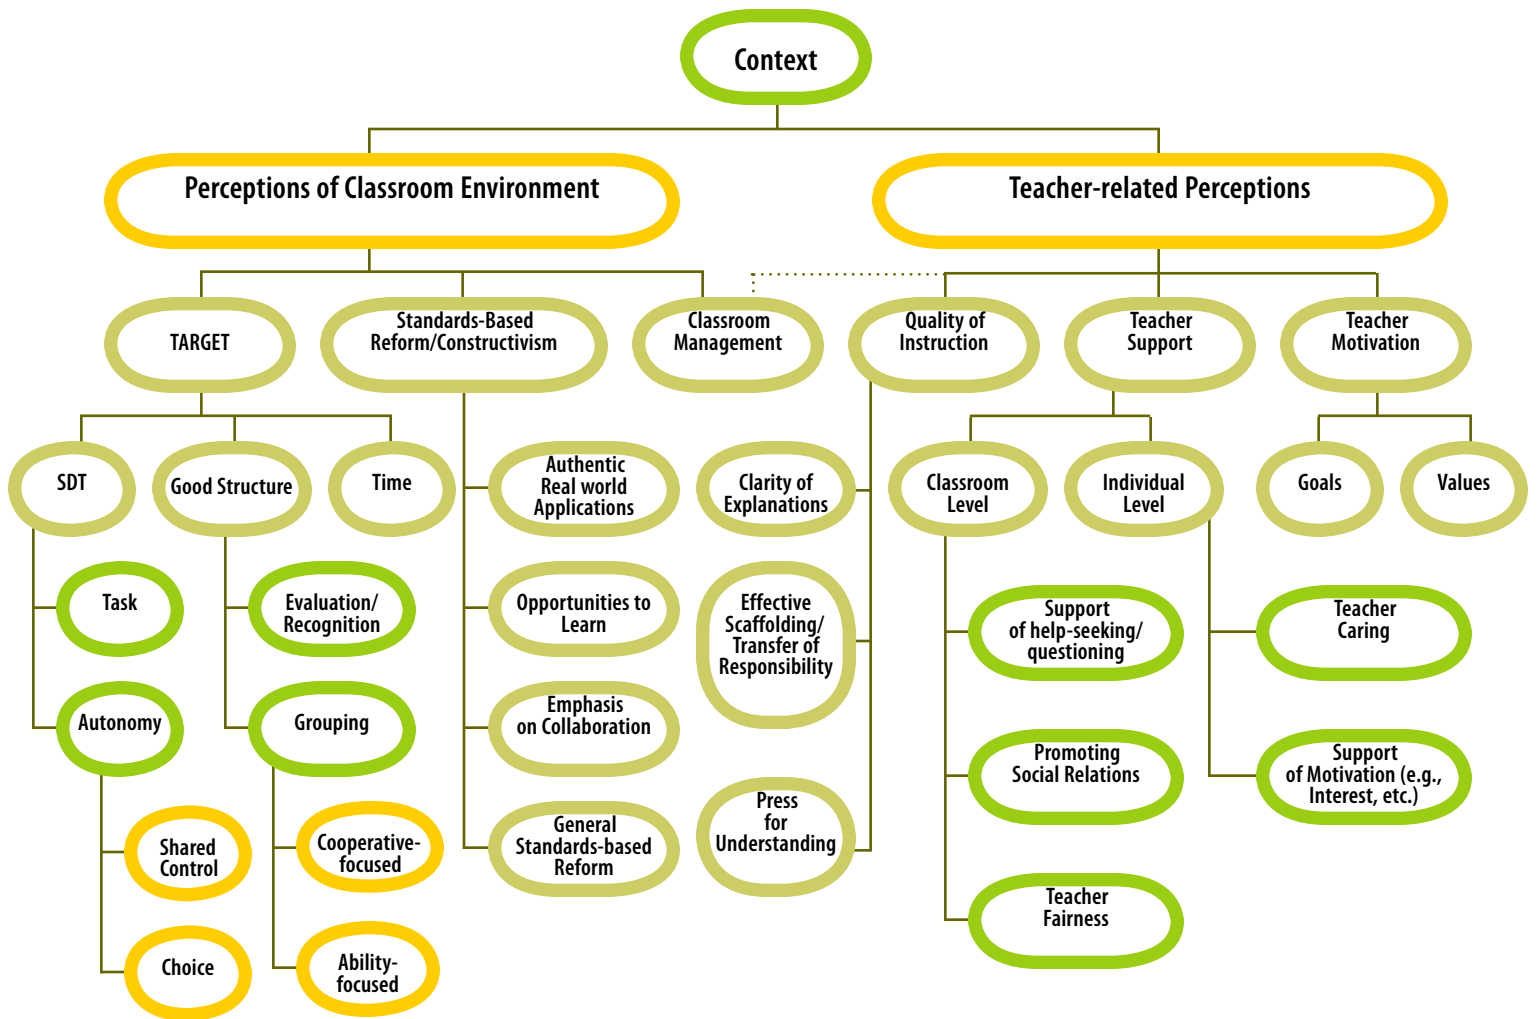 Context
Perceptions of Classroom Environment
Teacher-related Perceptions
TARGET
Standards-Based
Reform/Constructivism
Classroom
Management
Quality of
Instruction
Teacher
Support
Teacher
Motivation
SDT
Good Structure
Time
Authentic
Real world
Applications
Clarity of
Explanations
Classroom
Level
Individual
Level
Goals
Values
Task
Evaluation/
Recognition
Opportunities to
Learn
Effective
Scaffolding/
Transfer of
Responsibility
Support
of help-seeking/
questioning
Teacher
Caring
Autonomy
Grouping
Emphasis
on Collaboration
Promoting
Social Relations
Support
of Motivation (e.g.,
Interest, etc.)
Shared
Control
Cooperative-
focused
General
Standards-based
Reform
Press
for
Understanding
Teacher
Fairness
Choice
Ability-
focused